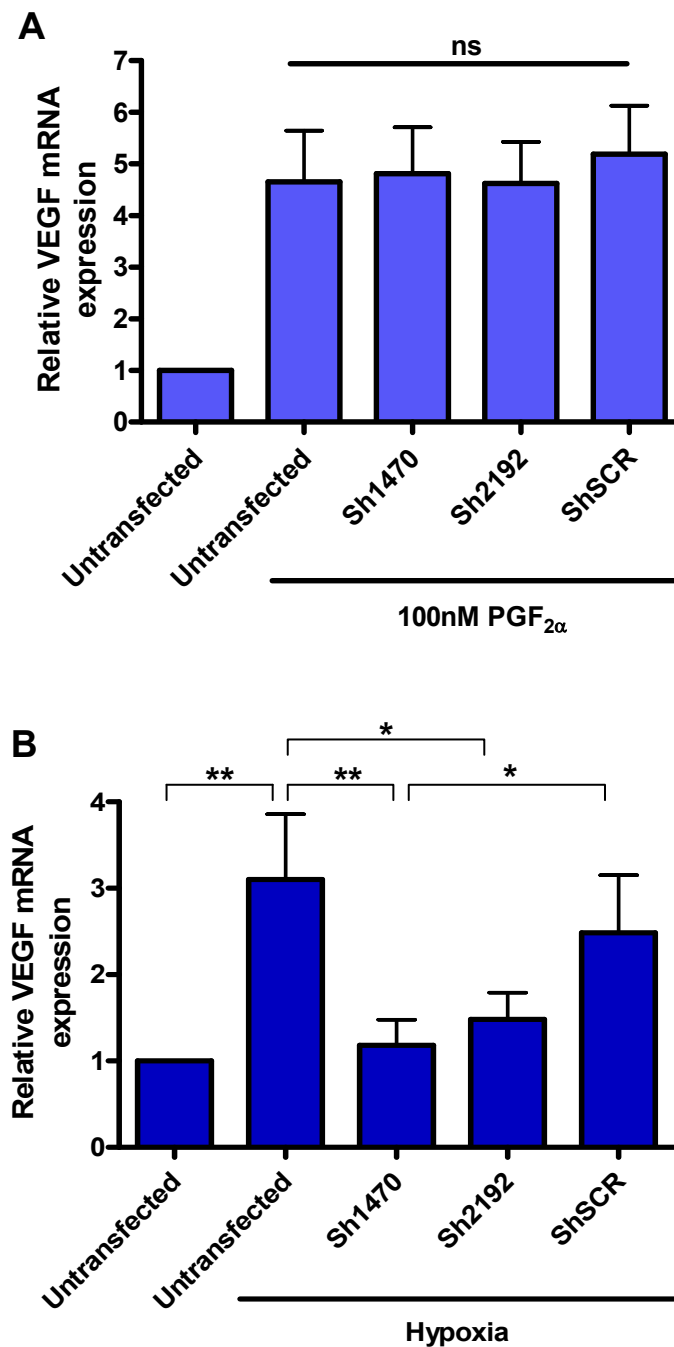 A
ns
Relative VEGF mRNA
expression
7
6
5
4
3
2
1
0
Untransfected
Untransfected
Sh1470
Sh2192
ShSCR
100nM PGF2α
B
*
**
**
*
Relative VEGF mRNA
expression
4
3
2
1
0
Untransfected
Untransfected
Sh1470
Sh2192
ShSCR
Hypoxia